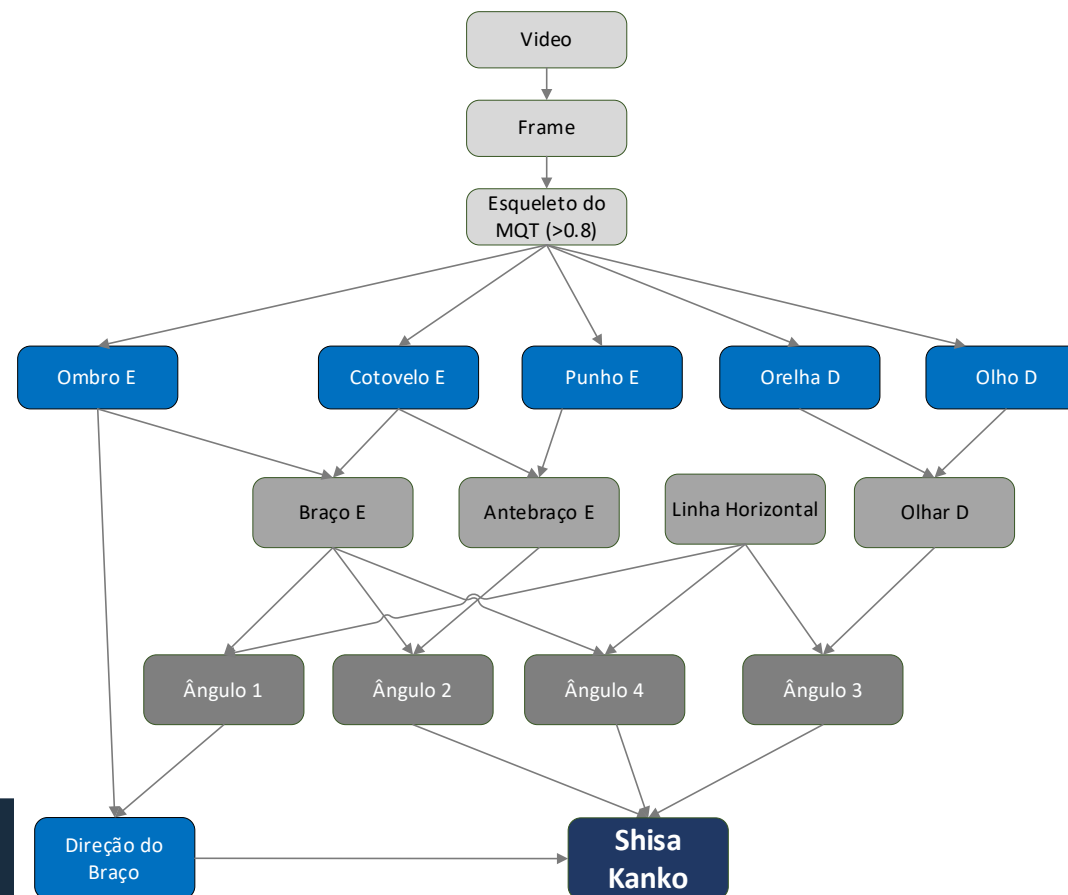 Video
Frame
Esqueleto do
MQT (>0.8)
Ombro E
Cotovelo E
Punho E
Orelha D
Olho D
Braço E
Antebraço E
Linha Horizontal
Olhar D
Ângulo 1
Ângulo 2
Ângulo 4
Ângulo 3
Direção do
Braço
Shisa
Kanko